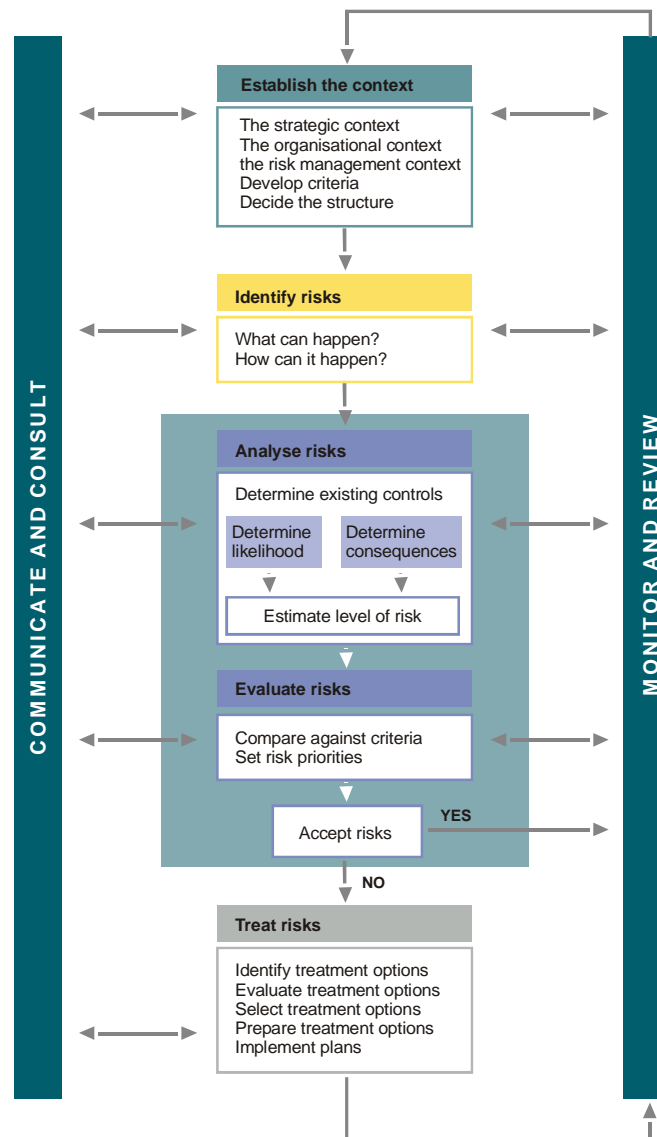 COMMUNICATE AND CONSULT
Establish the context
The strategic context
The organisational context
the risk management context
Develop criteria
Decide the structure
Identify risks
What can happen?
How can it happen?
Analyse risks
Determine existing controls
Determine
likelihood
Determine
consequences
Estimate level of risk
Evaluate risks
Compare against criteria
Set risk priorities
Accept risks
YES
NO
Treat risks
Identify treatment options
Evaluate treatment options
Select treatment options
Prepare treatment options
Implement plans
MONITOR AND REVIEW